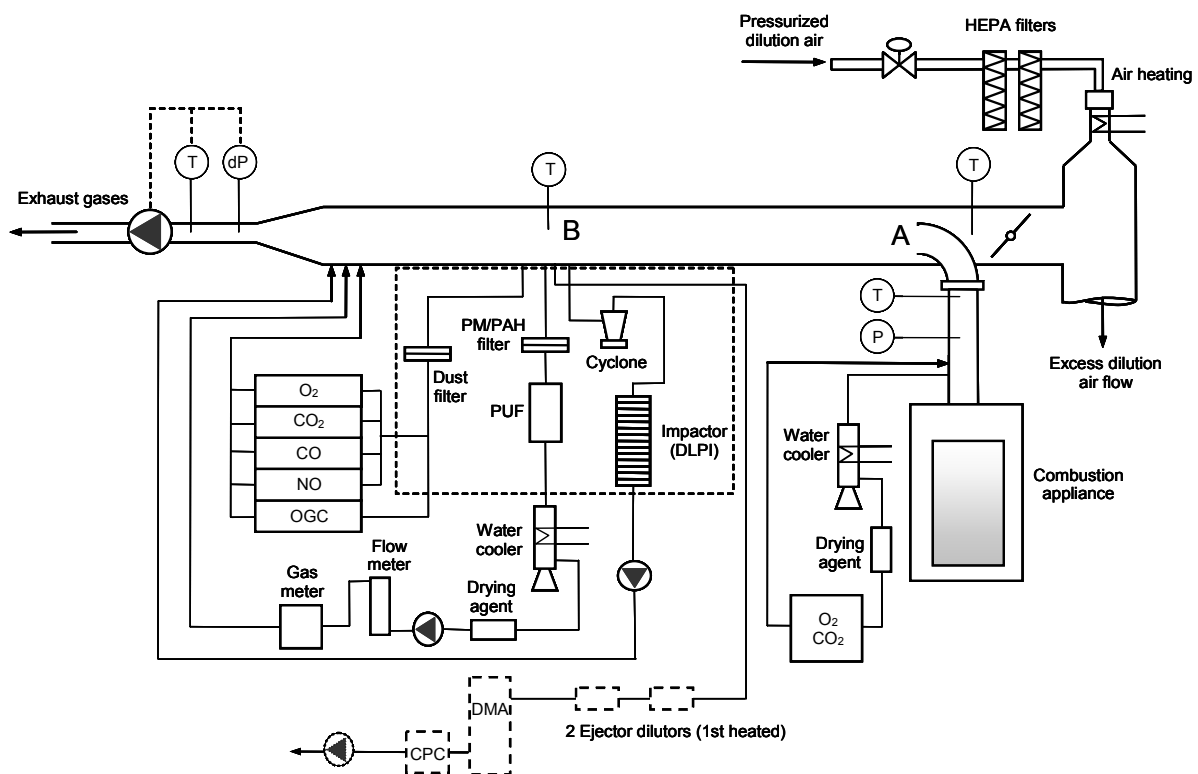 Pressurized
dilution air
HEPA filters
Air heating
T
dP
T
T
Exhaust gases
B
A
T
P
Excess dilution
air flow
PM/PAH
filter
Cyclone
Dust
filter
PUF
Impactor
(DLPI)
O₂
CO₂
CO
NO
OGC
Water
cooler
Combustion
appliance
Water
cooler
Flow
meter
Gas
meter
Drying
agent
Drying
agent
O₂
CO₂
DMA
2 Ejector dilutors (1st heated)
CPC